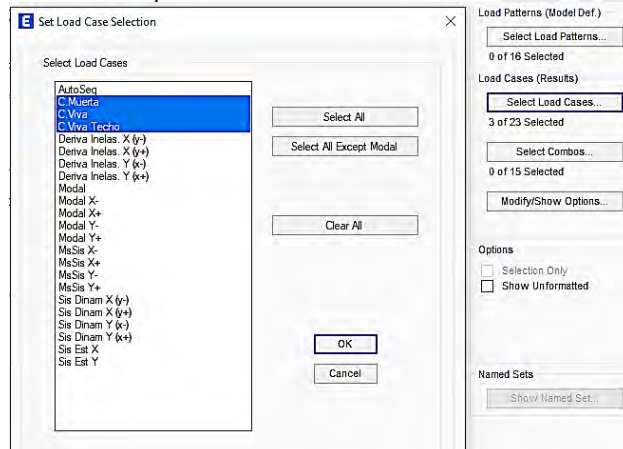 E Set Load Case Selection
Select Load Cases
AutoSeq
C.Muerta
C.Viva
C.Viva Techo
Deriva Inelas. X (y-)
Deriva Inelas. X (y+)
Deriva Inelas. Y (x-)
Deriva Inelas. Y (x+)
Modal
Modal X-
Modal X+
Modal Y-
Modal Y+
MsSis X-
MsSis X+
MsSis Y-
MsSis Y+
Sis Dinam X (y-)
Sis Dinam X (y+)
Sis Dinam Y (x-)
Sis Dinam Y (x+)
Sis Est X
Sis Est Y
Select All
Select All Except Modal
Clear All
OK
Cancel
Load Patterns (Model Def.)
Select Load Patterns...
0 of 16 Selected
Load Cases (Results)
Select Load Cases...
3 of 23 Selected
Select Combos...
0 of 15 Selected
Modify/Show Options...
Options
Selection Only
Show Unformatted
Named Sets
Show Named Set...